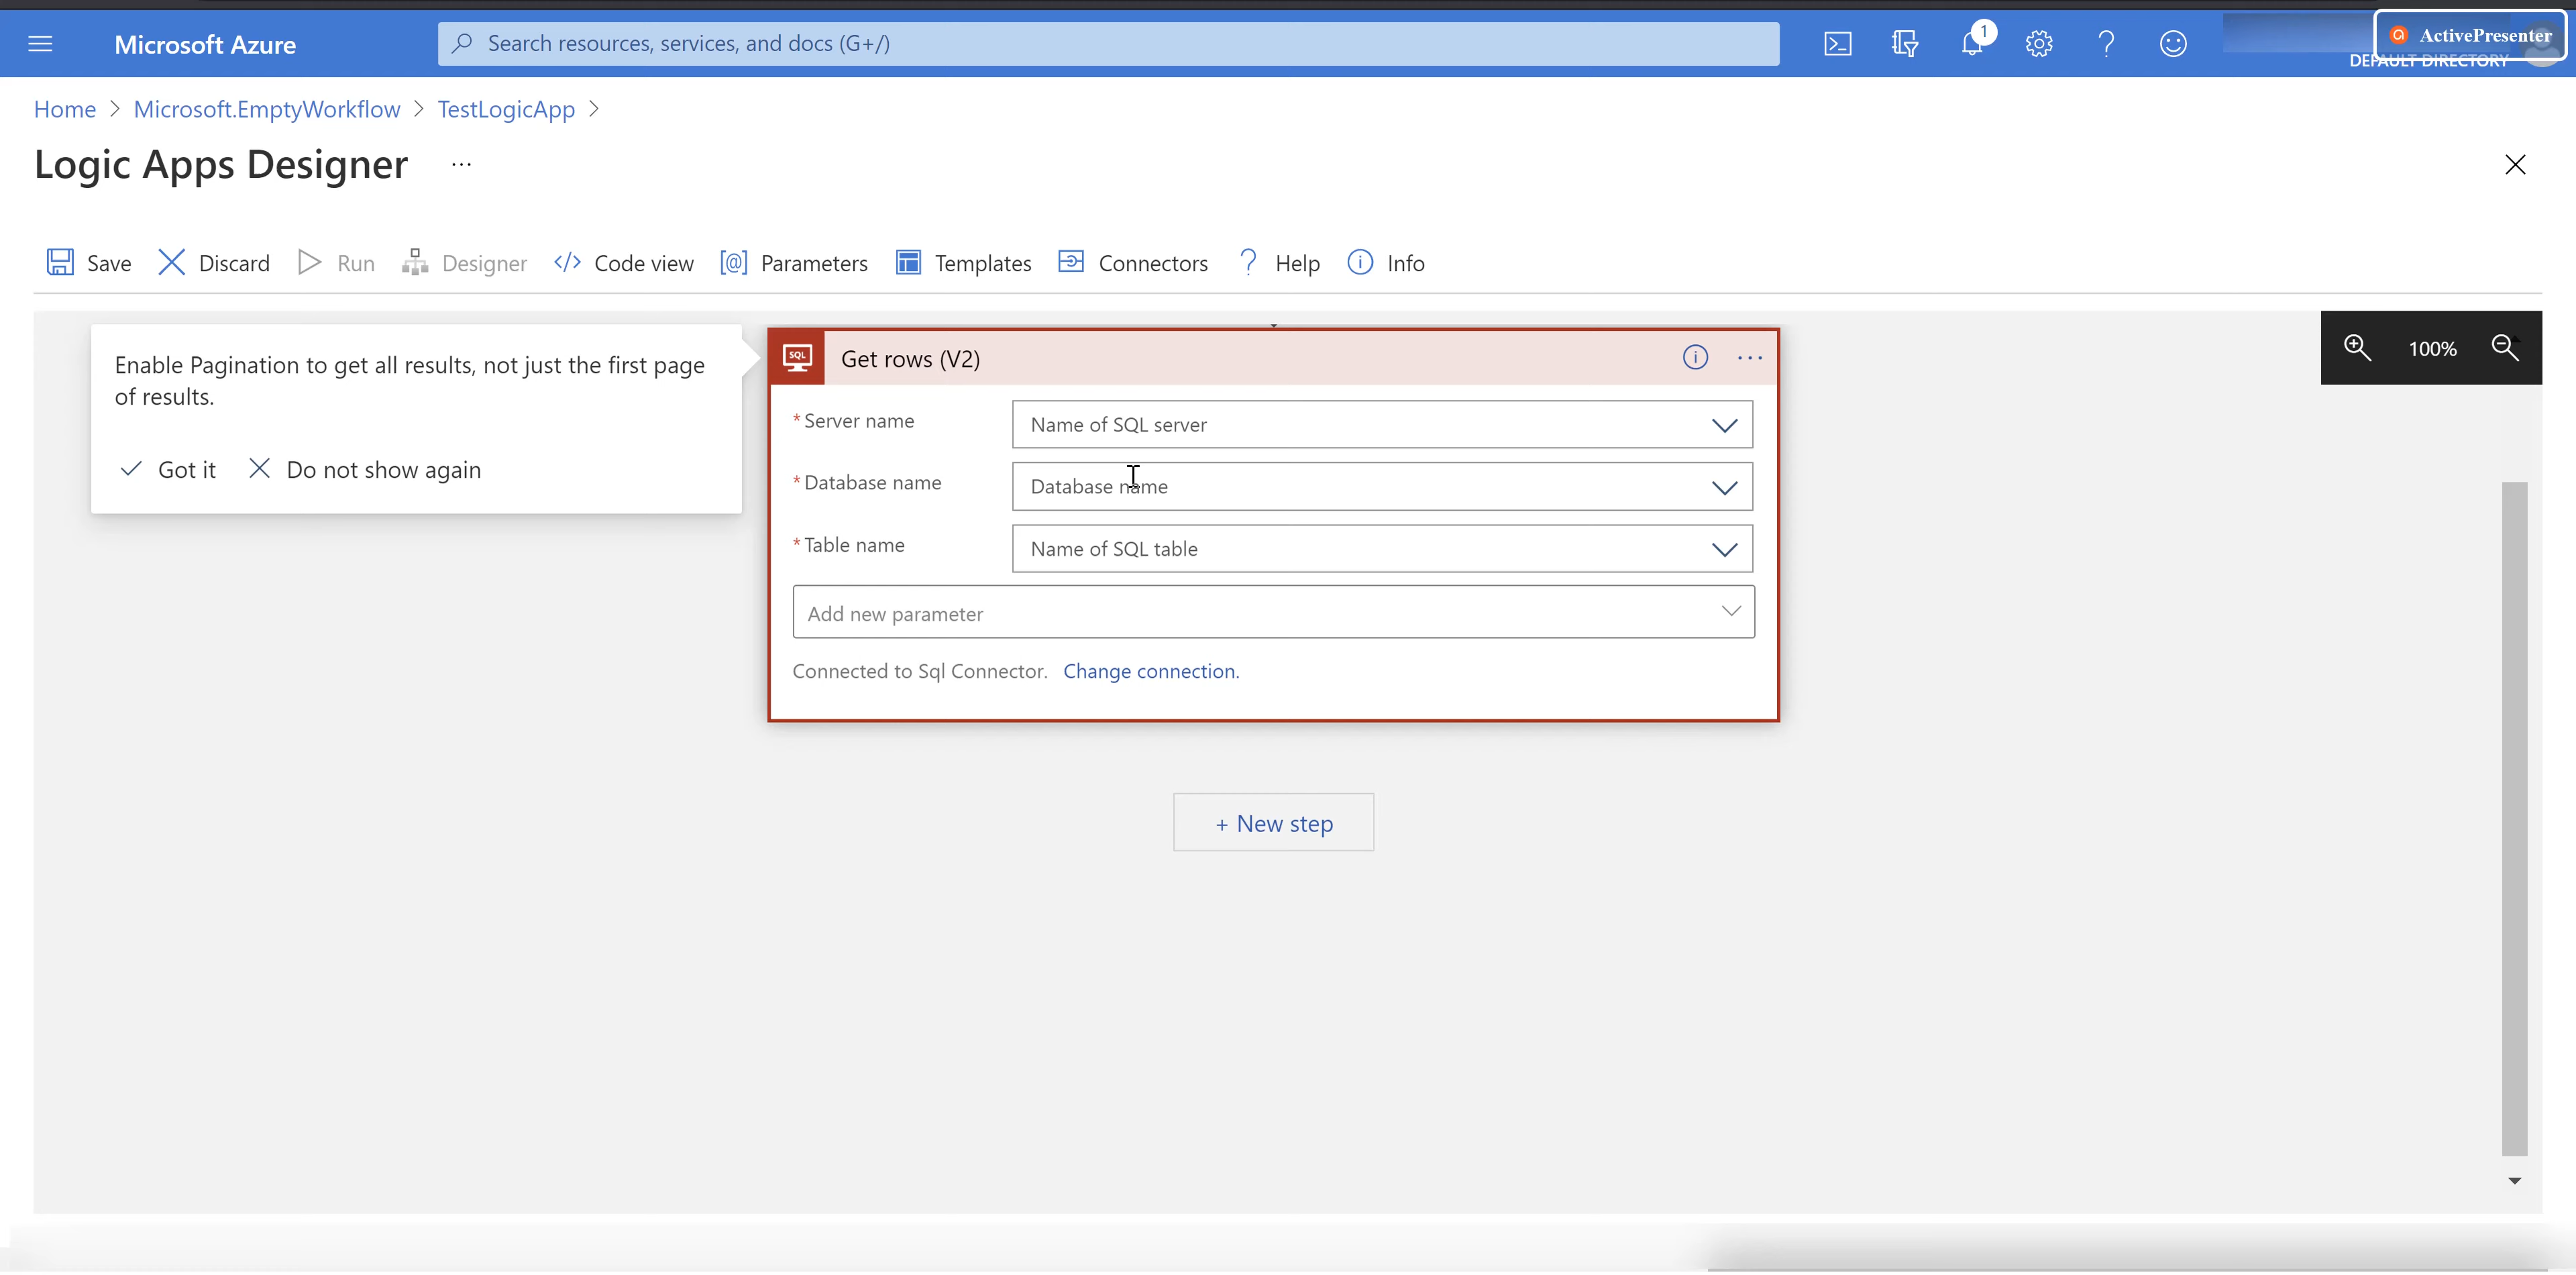 Microsoft Azure
Search resources, services, and docs (G+/)
1
ActivePresenter
DEFAULT DIRECTORY
Home > Microsoft.EmptyWorkflow > TestLogicApp >
Logic Apps Designer ...
Save Discard Run Designer </> Code view [@] Parameters Templates Connectors ? Help Info
Enable Pagination to get all results, not just the first page
of results.
Got it Do not show again
SQL Get rows (V2)
100%
* Server name Name of SQL server
* Database name Database name
* Table name Name of SQL table
Add new parameter
Connected to Sql Connector. Change connection.
+ New step